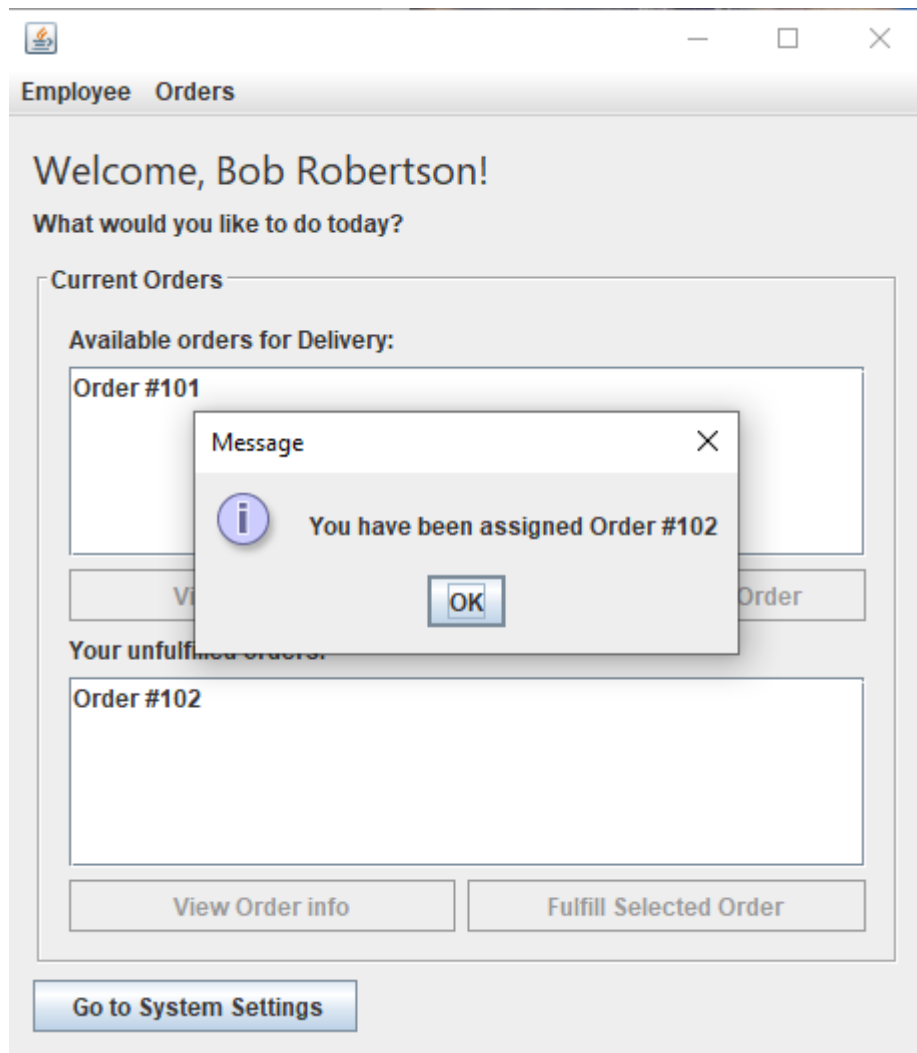 Employee Orders
Welcome, Bob Robertson!
What would you like to do today?
Current Orders
Available orders for Delivery:
Order #101
Message
You have been assigned Order #102
OK
Order
Your unfulfilled orders:
Order #102
View Order info Fulfill Selected Order
Go to System Settings